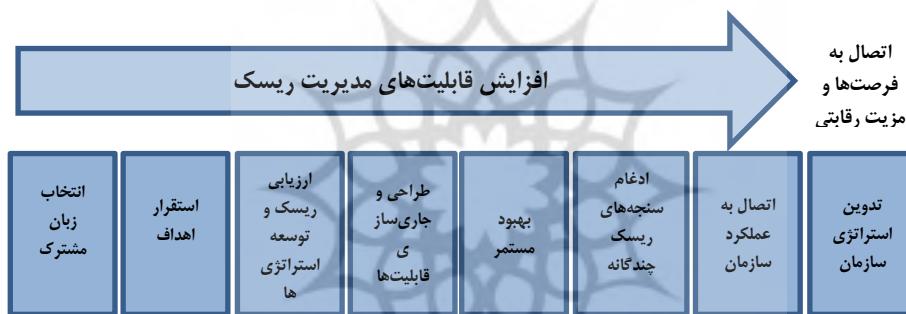 افزایش قابلیت‌های مدیریت ریسک
اتصال به
فرصت‌ها و
مزیت رقابتی
انتخاب
زبان
مشترک
استقرار
اهداف
ارزیابی
ریسک و
توسعه
استراتژی
ها
طراحی و
جاری‌ساز
ی
قابلیت‌ها
بهبود
مستمر
ادغام
سنجه‌های
ریسک
چندگانه
اتصال به
عملکرد
سازمان
تدوین
استراتژی
سازمان